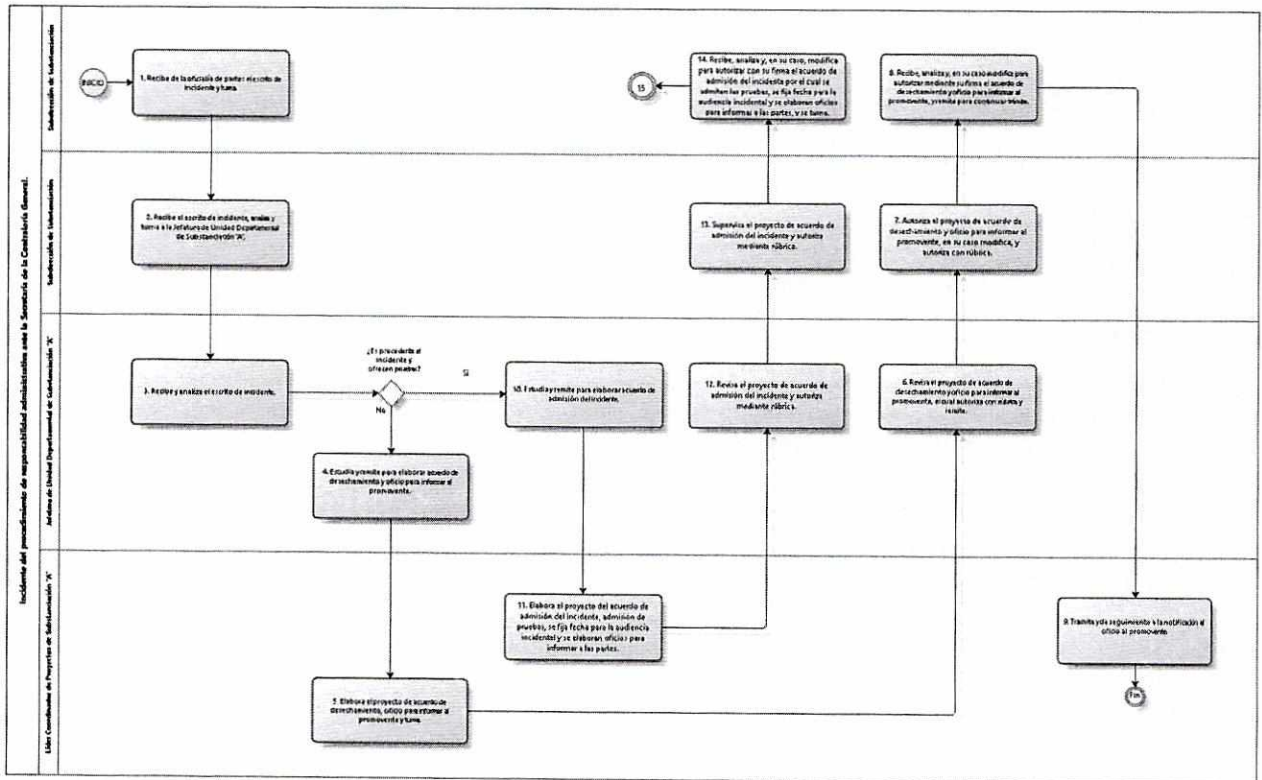 Incidente del procedimiento de responsabilidad administrativa ante la Secretaría de la Contraloría General.
Subdirección de Substanciación
INICIO
1. Recibe de la oficialía de partes el escrito de
incidente y turna.
14. Recibe, analiza y, en su caso, modifica
para autorizar con su firma el acuerdo de
admisión del incidente por el cual se
admiten las pruebas, se fija fecha para la
audiencia incidental y se elaboran oficios
para informar a las partes, y se turna.
15
8. Recibe, analiza y, en su caso modifica para
autorizar mediante su firma el acuerdo de
desechamiento y oficio para informar al
promovente, y remite para continuar trámite.
Subdirección de Substanciación
2. Recibe el escrito de incidente, analiza y
turna a la Jefatura de Unidad Departamental
de Substanciación "A".
13. Supervisa el proyecto de acuerdo de
admisión del incidente y autoriza
mediante rúbrica.
7. Autoriza el proyecto de acuerdo de
desechamiento y oficio para informar al
promovente, en su caso modifica, y
autoriza con rúbrica.
Jefatura de Unidad Departamental de Substanciación "A"
3. Recibe y analiza el escrito de incidente.
¿Es procedente el
incidente y
ofrecen pruebas?
Si
No
10. Estudia y remite para elaborar acuerdo de
admisión del incidente.
12. Revisa el proyecto de acuerdo de
admisión del incidente y autoriza
mediante rúbrica.
6. Revisa el proyecto de acuerdo de
desechamiento y oficio para informar al
promovente, el cual autoriza con rúbrica y
remite.
4. Estudia y remite para elaborar acuerdo de
desechamiento y oficio para informar al
promovente.
Líder Coordinador de Proyectos de Substanciación "A"
11. Elabora el proyecto del acuerdo de
admisión del incidente, admisión de
pruebas, se fija fecha para la audiencia
incidental y se elaboran oficios para
informar a las partes.
9. Tramita y da seguimiento a la notificación el
oficio al promovente.
5. Elabora el proyecto de acuerdo de
desechamiento, oficio para informar al
promovente y turna.
Fin